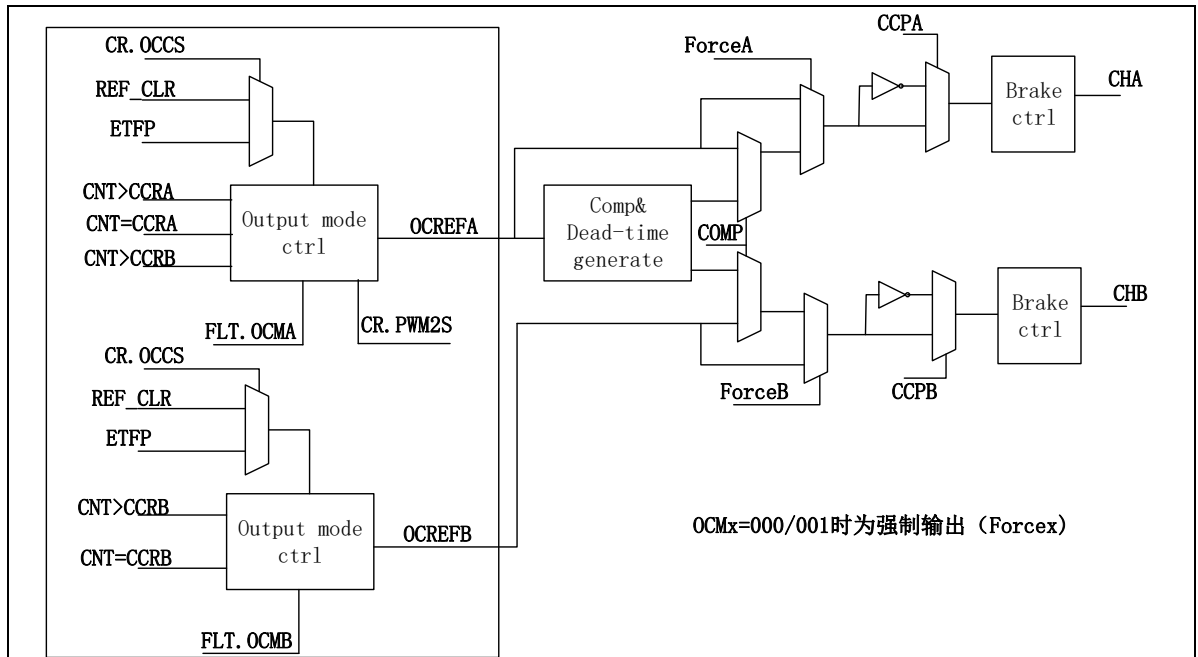 CR.OCCS
REF_CLR
ETFP
CNT>CCRA
CNT=CCRA
CNT>CCRB
Output mode
ctrl
OCREFA
FLT.OCMA
CR.PWM2S
CR.OCCS
REF_CLR
ETFP
CNT>CCRB
CNT=CCRB
Output mode
ctrl
OCREFB
FLT.OCMB
Comp&
Dead-time
generate
COMP
ForceA
CCPA
Brake
ctrl
CHA
ForceB
CCPB
Brake
ctrl
CHB
OCMx=000/001时为强制输出（Forcex）